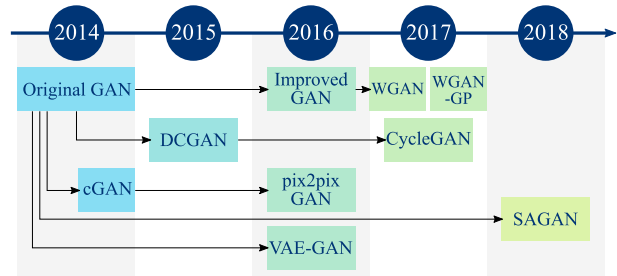 2014 2015 2016 2017 2018
Original GAN
Improved
GAN
WGAN
WGAN
-GP
DCGAN
CycleGAN
cGAN
pix2pix
GAN
SAGAN
VAE-GAN